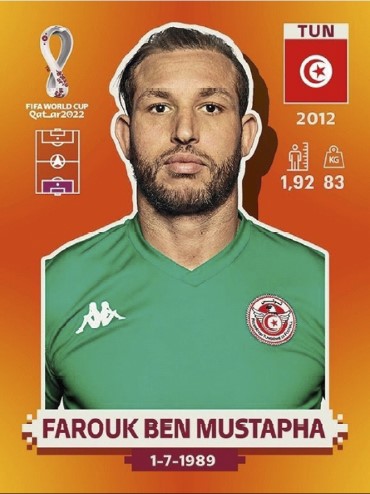 TUN
FIFA WORLD CUP
Qatar2022
2012
KG
1,92 83
FAROUK BEN MUSTAPHA
1-7-1989